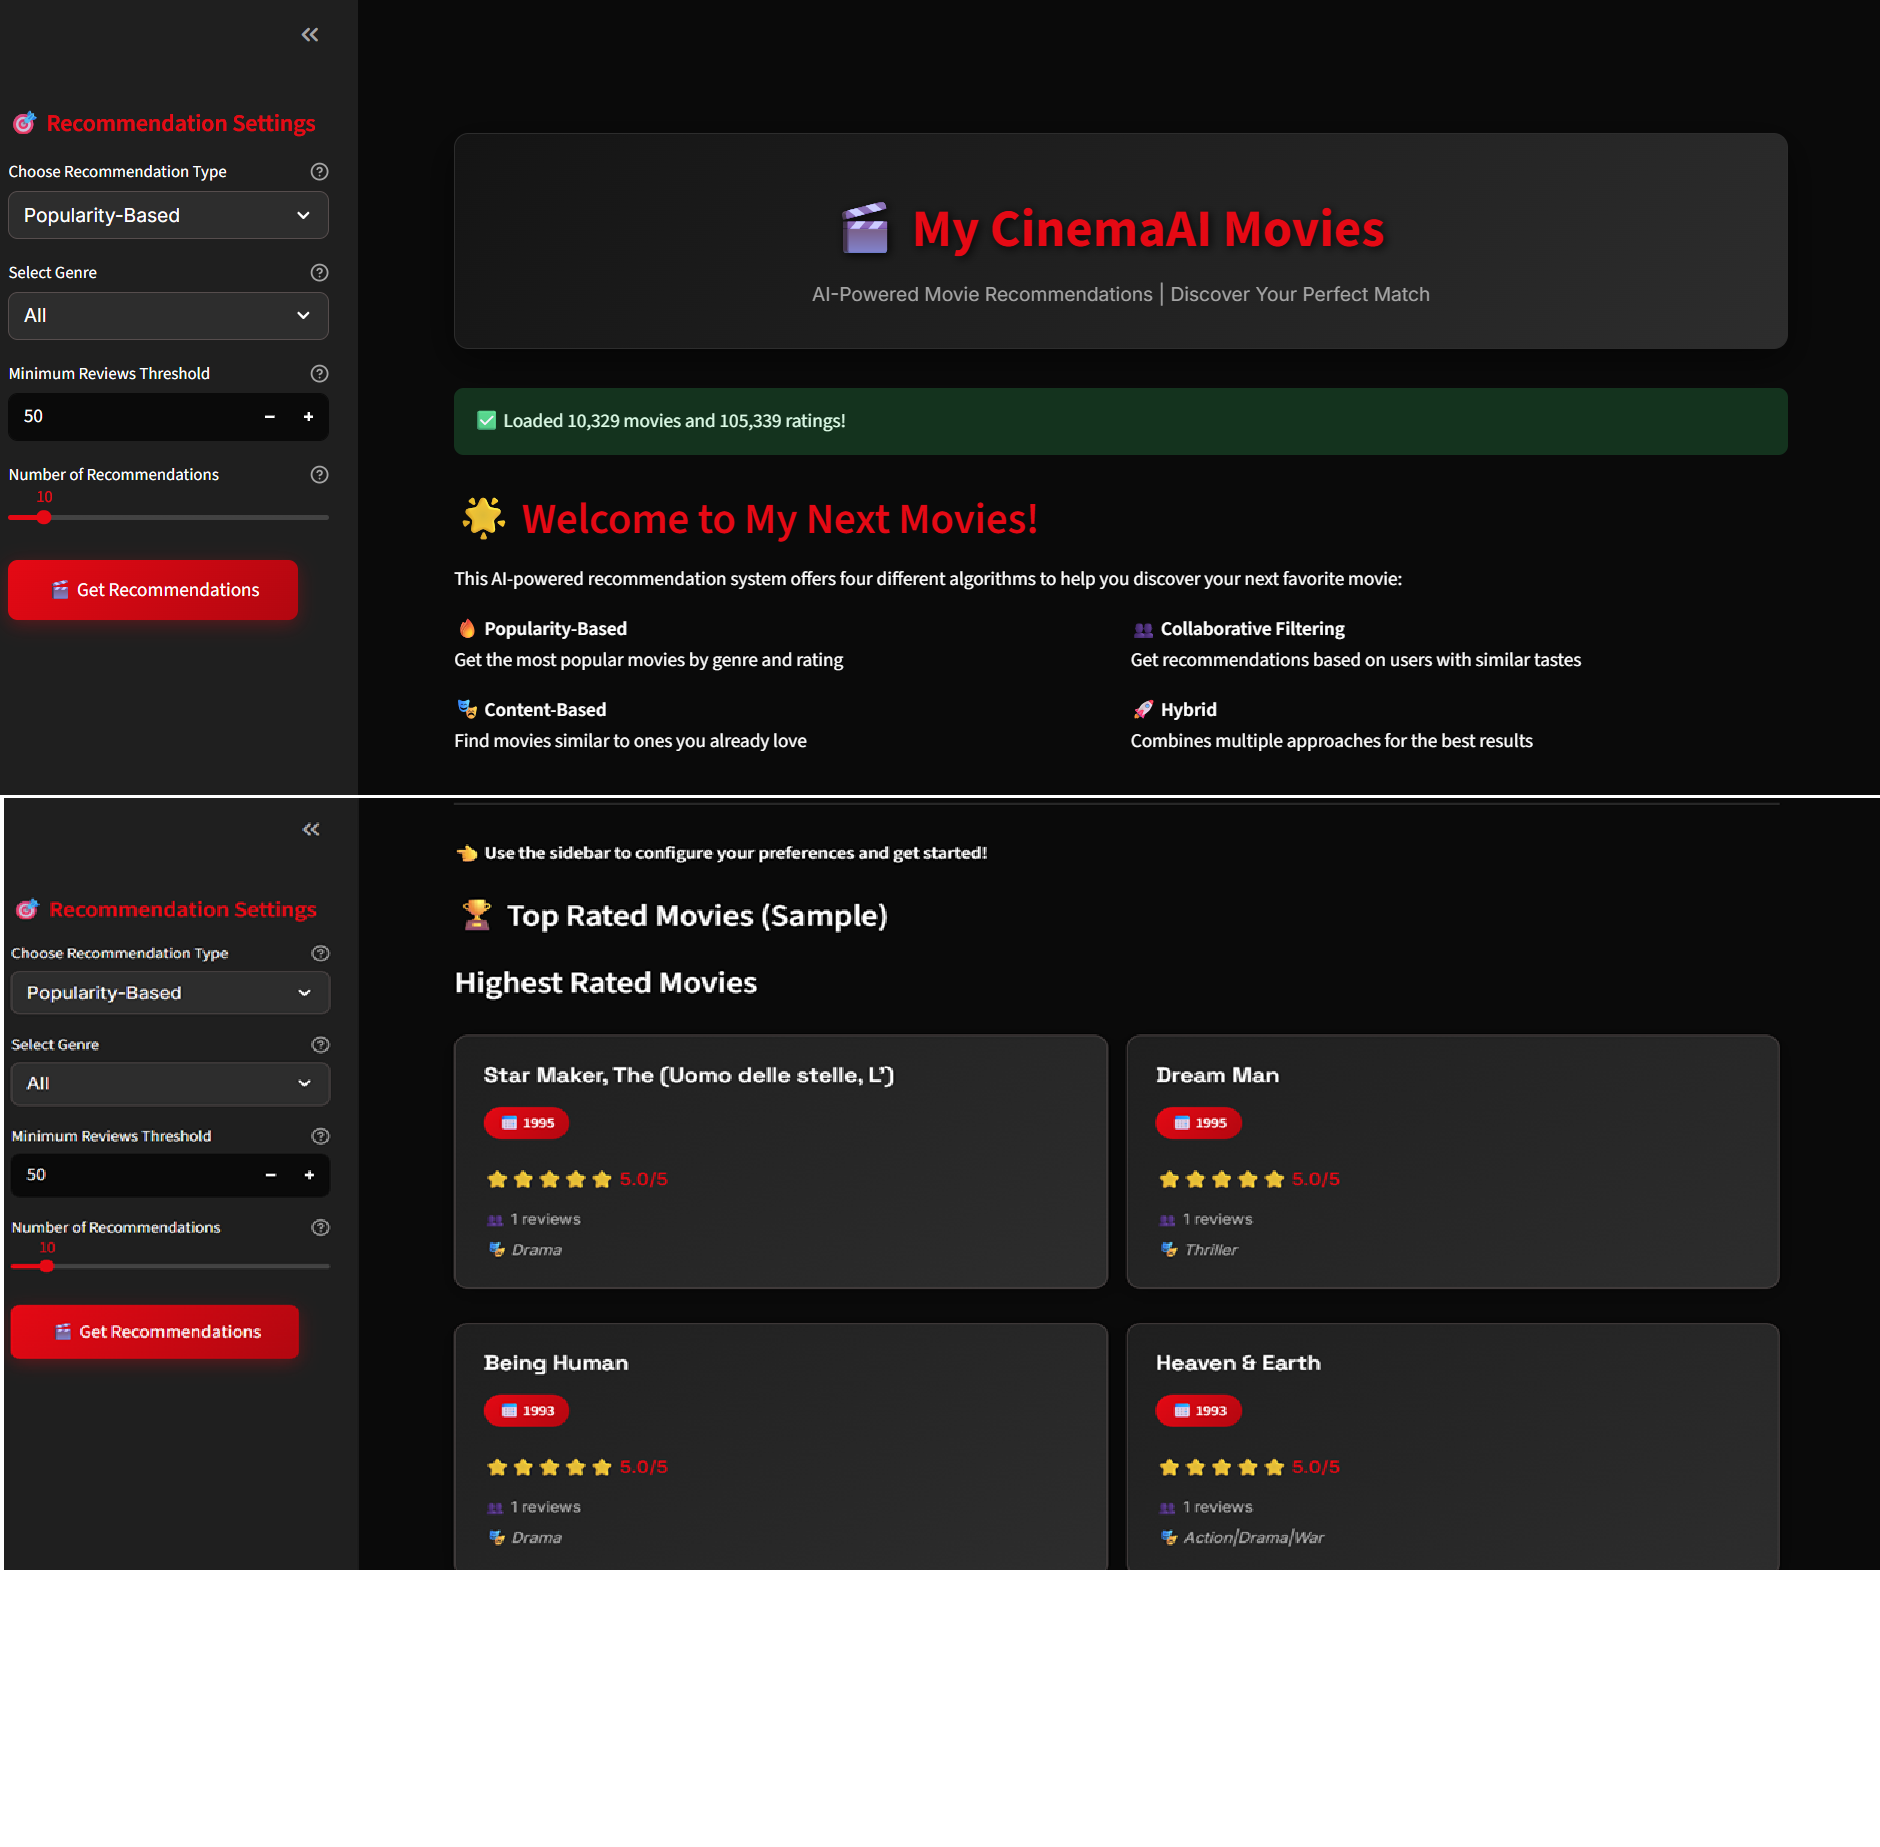 Recommendation Settings
Choose Recommendation Type
Popularity-Based
Select Genre
All
Minimum Reviews Threshold
50
Number of Recommendations
10
Get Recommendations
My CinemaAI Movies
AI-Powered Movie Recommendations | Discover Your Perfect Match
Loaded 10,329 movies and 105,339 ratings!
Welcome to My Next Movies!
This AI-powered recommendation system offers four different algorithms to help you discover your next favorite movie:
Popularity-Based
Get the most popular movies by genre and rating
Content-Based
Find movies similar to ones you already love
Collaborative Filtering
Get recommendations based on users with similar tastes
Hybrid
Combines multiple approaches for the best results
Recommendation Settings
Choose Recommendation Type
Popularity-Based
Select Genre
All
Minimum Reviews Threshold
50
Number of Recommendations
10
Get Recommendations
Use the sidebar to configure your preferences and get started!
Top Rated Movies (Sample)
Highest Rated Movies
Star Maker, The (Uomo delle stelle, L')
1995
5.0/5
1 reviews
Drama
Dream Man
1995
5.0/5
1 reviews
Thriller
Being Human
1993
5.0/5
1 reviews
Drama
Heaven & Earth
1993
5.0/5
1 reviews
Action|Drama|War